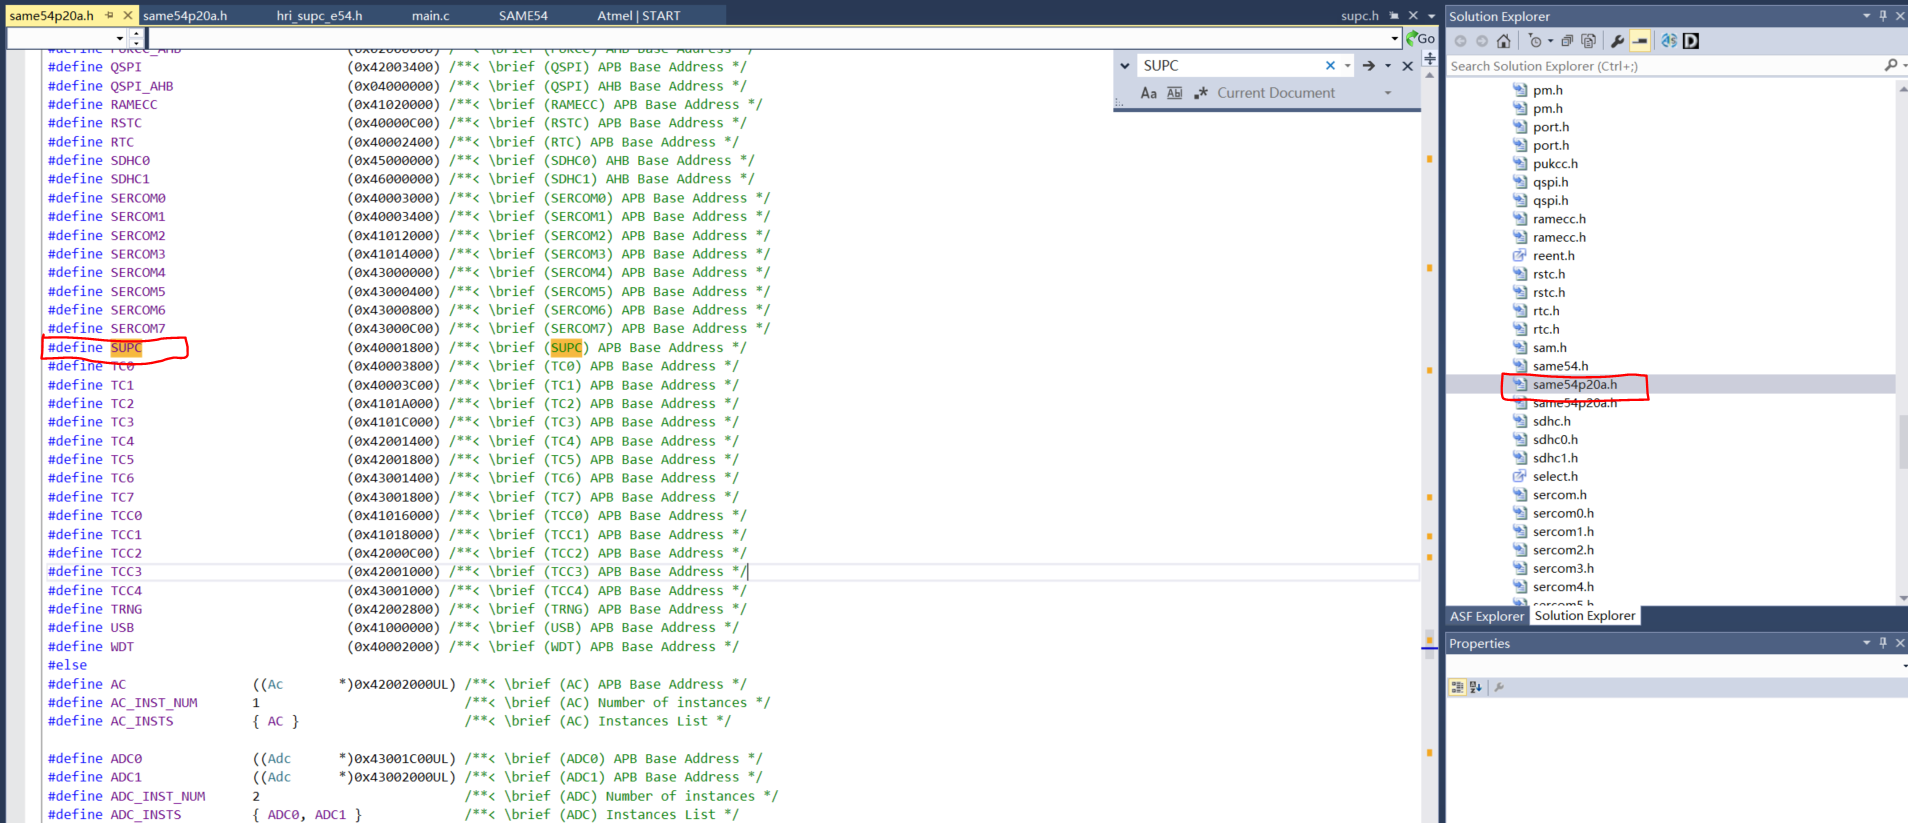 same54p20a.h
same54p20a.h
hri_supc_e54.h
main.c
SAME54
Atmel | START
supc.h
Go
#define PUKCC_AHB (0x02000000) /**< \brief (PUKCC) AHB Base Address */
#define QSPI (0x42003400) /**< \brief (QSPI) APB Base Address */
#define QSPI_AHB (0x04000000) /**< \brief (QSPI) AHB Base Address */
#define RAMECC (0x41020000) /**< \brief (RAMECC) APB Base Address */
#define RSTC (0x40000C00) /**< \brief (RSTC) APB Base Address */
#define RTC (0x40002400) /**< \brief (RTC) APB Base Address */
#define SDHC0 (0x45000000) /**< \brief (SDHC0) AHB Base Address */
#define SDHC1 (0x46000000) /**< \brief (SDHC1) AHB Base Address */
#define SERCOM0 (0x40003000) /**< \brief (SERCOM0) APB Base Address */
#define SERCOM1 (0x40003400) /**< \brief (SERCOM1) APB Base Address */
#define SERCOM2 (0x41012000) /**< \brief (SERCOM2) APB Base Address */
#define SERCOM3 (0x41014000) /**< \brief (SERCOM3) APB Base Address */
#define SERCOM4 (0x43000000) /**< \brief (SERCOM4) APB Base Address */
#define SERCOM5 (0x43000400) /**< \brief (SERCOM5) APB Base Address */
#define SERCOM6 (0x43000800) /**< \brief (SERCOM6) APB Base Address */
#define SERCOM7 (0x43000C00) /**< \brief (SERCOM7) APB Base Address */
#define SUPC (0x40001800) /**< \brief (SUPC) APB Base Address */
#define TC0 (0x40003800) /**< \brief (TC0) APB Base Address */
#define TC1 (0x40003C00) /**< \brief (TC1) APB Base Address */
#define TC2 (0x4101A000) /**< \brief (TC2) APB Base Address */
#define TC3 (0x4101C000) /**< \brief (TC3) APB Base Address */
#define TC4 (0x42001400) /**< \brief (TC4) APB Base Address */
#define TC5 (0x42001800) /**< \brief (TC5) APB Base Address */
#define TC6 (0x43001400) /**< \brief (TC6) APB Base Address */
#define TC7 (0x43001800) /**< \brief (TC7) APB Base Address */
#define TCC0 (0x41016000) /**< \brief (TCC0) APB Base Address */
#define TCC1 (0x41018000) /**< \brief (TCC1) APB Base Address */
#define TCC2 (0x42000C00) /**< \brief (TCC2) APB Base Address */
#define TCC3 (0x42001000) /**< \brief (TCC3) APB Base Address */
#define TCC4 (0x43001000) /**< \brief (TCC4) APB Base Address */
#define TRNG (0x42002800) /**< \brief (TRNG) APB Base Address */
#define USB (0x41000000) /**< \brief (USB) APB Base Address */
#define WDT (0x40002000) /**< \brief (WDT) APB Base Address */
#else
#define AC ((Ac *)0x42002000UL) /**< \brief (AC) APB Base Address */
#define AC_INST_NUM 1 /**< \brief (AC) Number of instances */
#define AC_INSTS { AC } /**< \brief (AC) Instances List */
#define ADC0 ((Adc *)0x43001C00UL) /**< \brief (ADC0) APB Base Address */
#define ADC1 ((Adc *)0x43002000UL) /**< \brief (ADC1) APB Base Address */
#define ADC_INST_NUM 2 /**< \brief (ADC) Number of instances */
#define ADC_INSTS { ADC0, ADC1 } /**< \brief (ADC) Instances List */
SUPC
Aa Ab .* Current Document
Solution Explorer
Search Solution Explorer (Ctrl+;)
pm.h
pm.h
port.h
port.h
pukcc.h
qspi.h
qspi.h
ramecc.h
ramecc.h
reent.h
rstc.h
rstc.h
rtc.h
rtc.h
sam.h
same54.h
same54p20a.h
same54p20a.h
sdhc.h
sdhc0.h
sdhc1.h
select.h
sercom.h
sercom0.h
sercom1.h
sercom2.h
sercom3.h
sercom4.h
sercom5.h
ASF Explorer
Solution Explorer
Properties